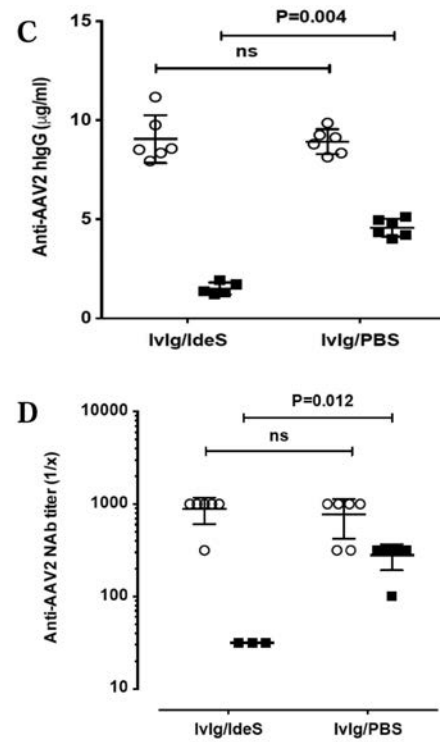 C
P=0.004
ns
15
10
5
0
Anti-AAV2 hIgG (µg/ml)
IvIg/IdeS IvIg/PBS
D
P=0.012
ns
10000
1000
100
10
Anti-AAV2 NAb titer (1/x)
IvIg/IdeS IvIg/PBS